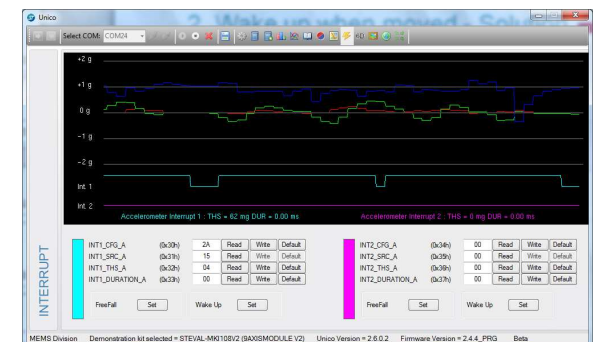 Unico
2. Wake up when moved - Solution
Select COM: COM24
+2 g
+1 g
0 g
-1 g
-2 g
Int. 1
Int. 2
Accelerometer Interrupt 1 : THS = 62 mg DUR = 0.00 ms Accelerometer Interrupt 2 : THS = 0 mg DUR = 0.00 ms
INTERRUPT
INT1_CFG_A (0x30h) 2A Read Write Default INT2_CFG_A (0x34h) 00 Read Write Default
INT1_SRC_A (0x31h) 15 Read Write Default INT2_SRC_A (0x35h) 00 Read Write Default
INT1_THS_A (0x32h) 04 Read Write Default INT2_THS_A (0x36h) 00 Read Write Default
INT1_DURATION_A (0x33h) 00 Read Write Default INT2_DURATION_A (0x37h) 00 Read Write Default
FreeFall Set Wake Up Set FreeFall Set Wake Up Set
MEMS Division Demonstration kit selected = STEVAL-MKI108V2 (9AXISMODULE V2) Unico Version = 2.6.0.2 Firmware Version = 2.4.4_PRG Beta